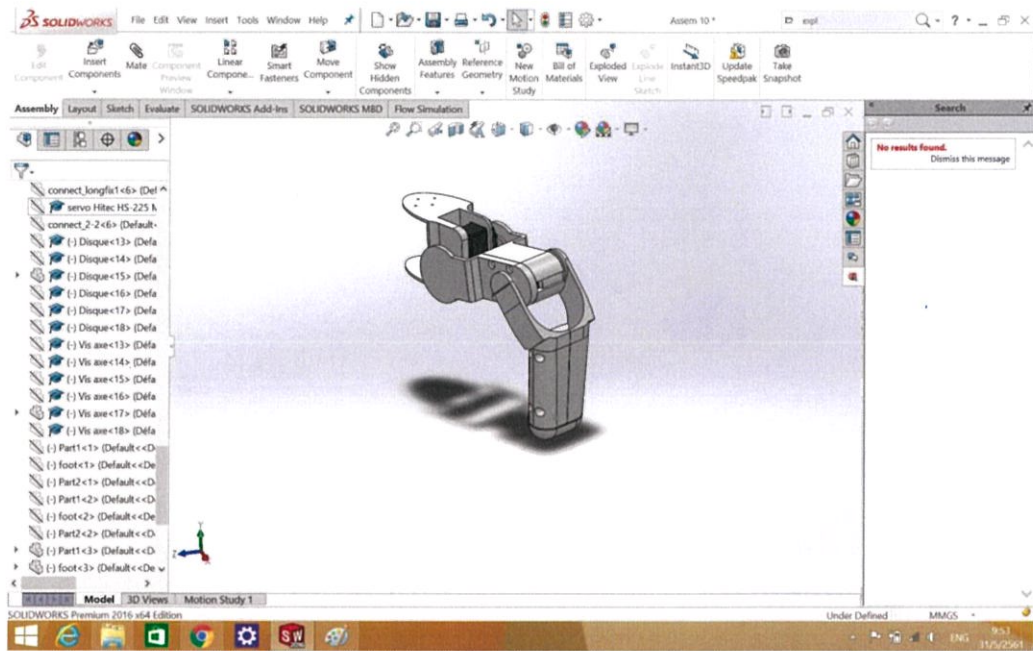 SOLIDWORKS File Edit View Insert Tools Window Help Assem 10 * expl
Edit Component
Insert Components
Mate
Component Preview Window
Linear Compone...
Smart Fasteners
Move Component
Show Hidden Components
Assembly Features
Reference Geometry
New Motion Study
Bill of Materials
Exploded View
Explode Line Sketch
Instant3D
Update Speedpak
Take Snapshot
Assembly Layout Sketch Evaluate SOLIDWORKS Add-Ins SOLIDWORKS MBD Flow Simulation
Search
No results found.
Dismiss this message
connect_longfix1<6> (Def
servo Hitec HS-225 M
connect_2-2<6> (Default<
(-) Disque<13> (Defa
(-) Disque<14> (Defa
(-) Disque<15> (Defa
(-) Disque<16> (Defa
(-) Disque<17> (Defa
(-) Disque<18> (Defa
(-) Vis axe<13> (Défa
(-) Vis axe<14> (Défa
(-) Vis axe<15> (Défa
(-) Vis axe<16> (Défa
(-) Vis axe<17> (Défa
(-) Vis axe<18> (Défa
(-) Part1<1> (Default<<D
(-) foot<1> (Default<<De
(-) Part2<1> (Default<<D
(-) Part1<2> (Default<<D
(-) foot<2> (Default<<De
(-) Part2<2> (Default<<D
(-) Part1<3> (Default<<D
(-) foot<3> (Default<<De
Y
Z
Model 3D Views Motion Study 1
SOLIDWORKS Premium 2016 x64 Edition Under Defined MMGS
SW
ENG 9:53
31/5/2561